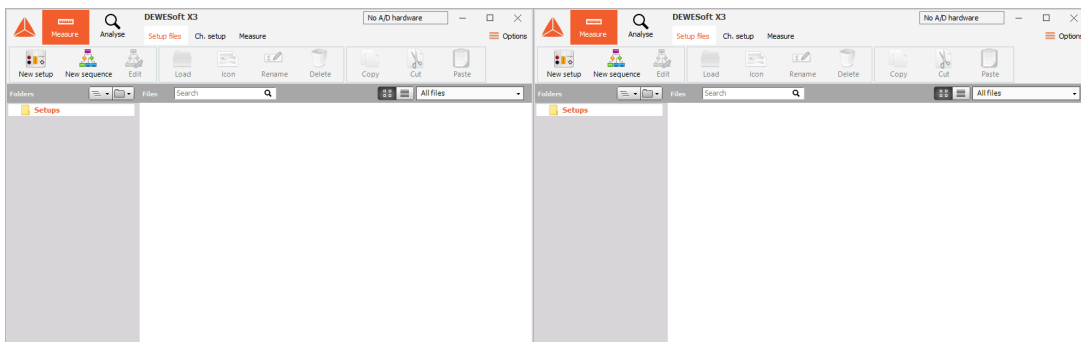 DEWESoft X3
No A/D hardware
Measure
Analyse
Setup files
Ch. setup
Measure
Options
New setup
New sequence
Edit
Load
Icon
Rename
Delete
Copy
Cut
Paste
Folders
Files
Search
All files
Setups
DEWESoft X3
No A/D hardware
Measure
Analyse
Setup files
Ch. setup
Measure
Options
New setup
New sequence
Edit
Load
Icon
Rename
Delete
Copy
Cut
Paste
Folders
Files
Search
All files
Setups